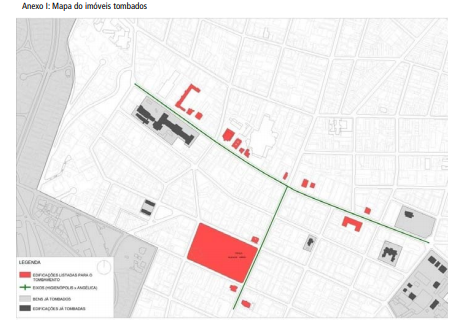 Anexo I: Mapa do imóveis tombados
LEGENDA
EDIFICAÇÕES LISTADAS PARA O
TOMBAMENTO
EIXOS (HIGIENÓPOLIS e ANGÉLICA)
BENS JÁ TOMBADOS
EDIFICAÇÕES JÁ TOMBADAS